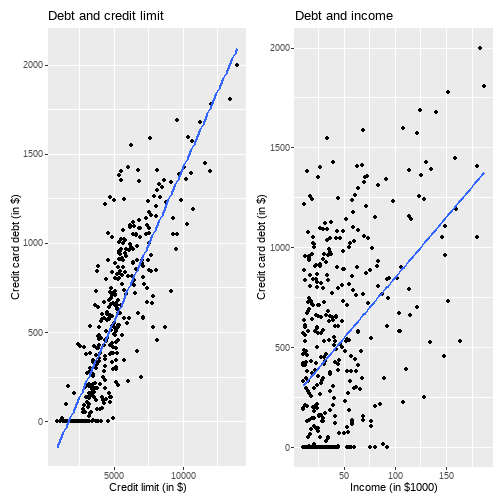 Debt and credit limit
Credit card debt (in $)
2000
1500
1000
500
0
5000 10000
Credit limit (in $)
Debt and income
Credit card debt (in $)
2000
1500
1000
500
0
50 100 150
Income (in $1000)